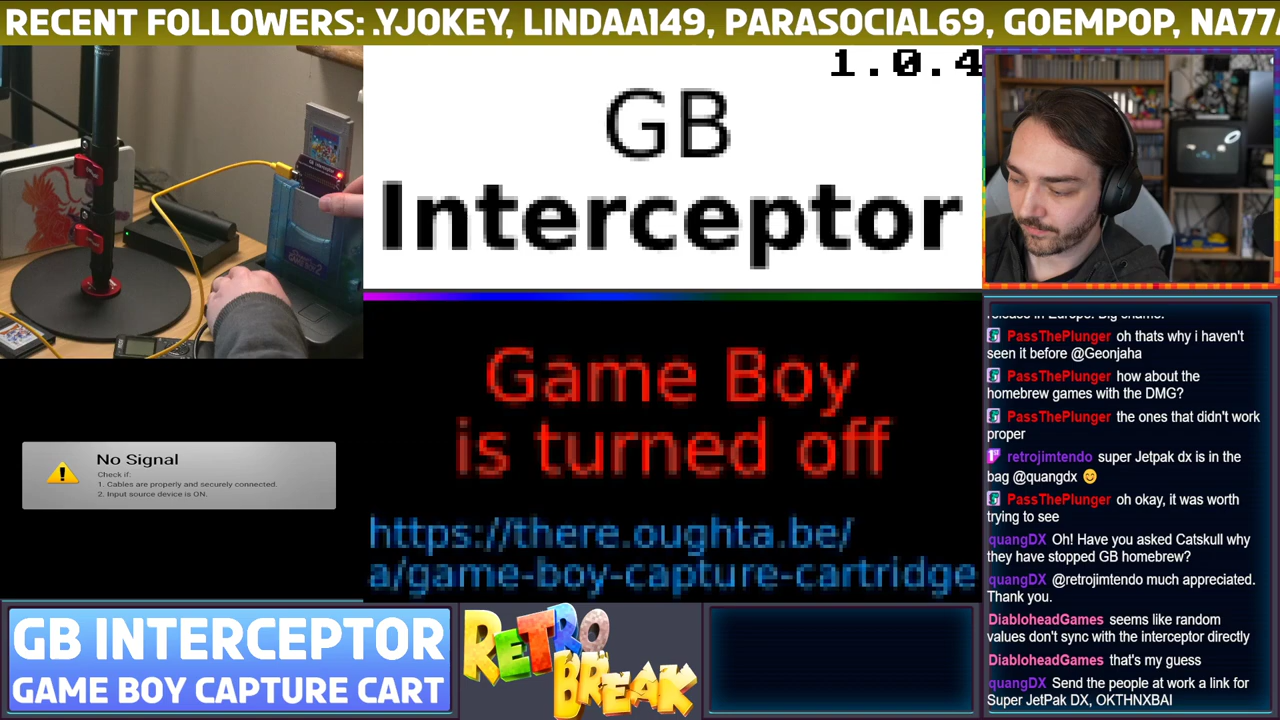 RECENT FOLLOWERS: .YJOKEY, LINDAA149, PARASOCIAL69, GOEMPOP, NA77.
1.0.4
GB
Interceptor
Game Boy
is turned off
https://there.oughta.be/
a/game-boy-capture-cartridge
No Signal
Check if:
1. Cables are properly and securely connected.
2. Input source device is ON.
GB INTERCEPTOR
GAME BOY CAPTURE CART
RETRO
BREAK
release in Europe. Big shame.
PassThePlunger oh thats why i haven't
seen it before @Geonjaha
PassThePlunger how about the
homebrew games with the DMG?
PassThePlunger the ones that didn't work
proper
retrojimtendo super Jetpak dx is in the
bag @quangdx 😊
PassThePlunger oh okay, it was worth
trying to see
quangDX Oh! Have you asked Catskull why
they have stopped GB homebrew?
quangDX @retrojimtendo much appreciated.
Thank you.
DiabloheadGames seems like random
values don't sync with the interceptor directly
DiabloheadGames that's my guess
quangDX Send the people at work a link for
Super JetPak DX, OKTHNXBAI